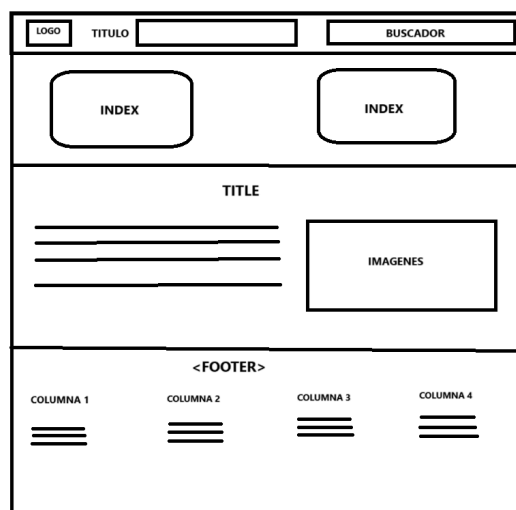 LOGO TITULO BUSCADOR
INDEX INDEX
TITLE
IMAGENES
<FOOTER>
COLUMNA 1 COLUMNA 2 COLUMNA 3 COLUMNA 4